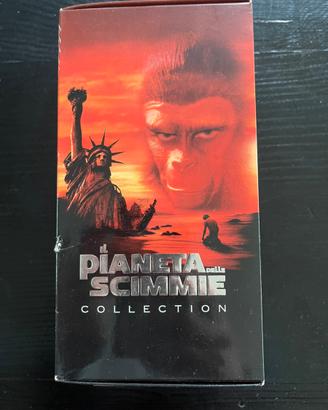 il
PIANETA delle
SCIMMIE
COLLECTION